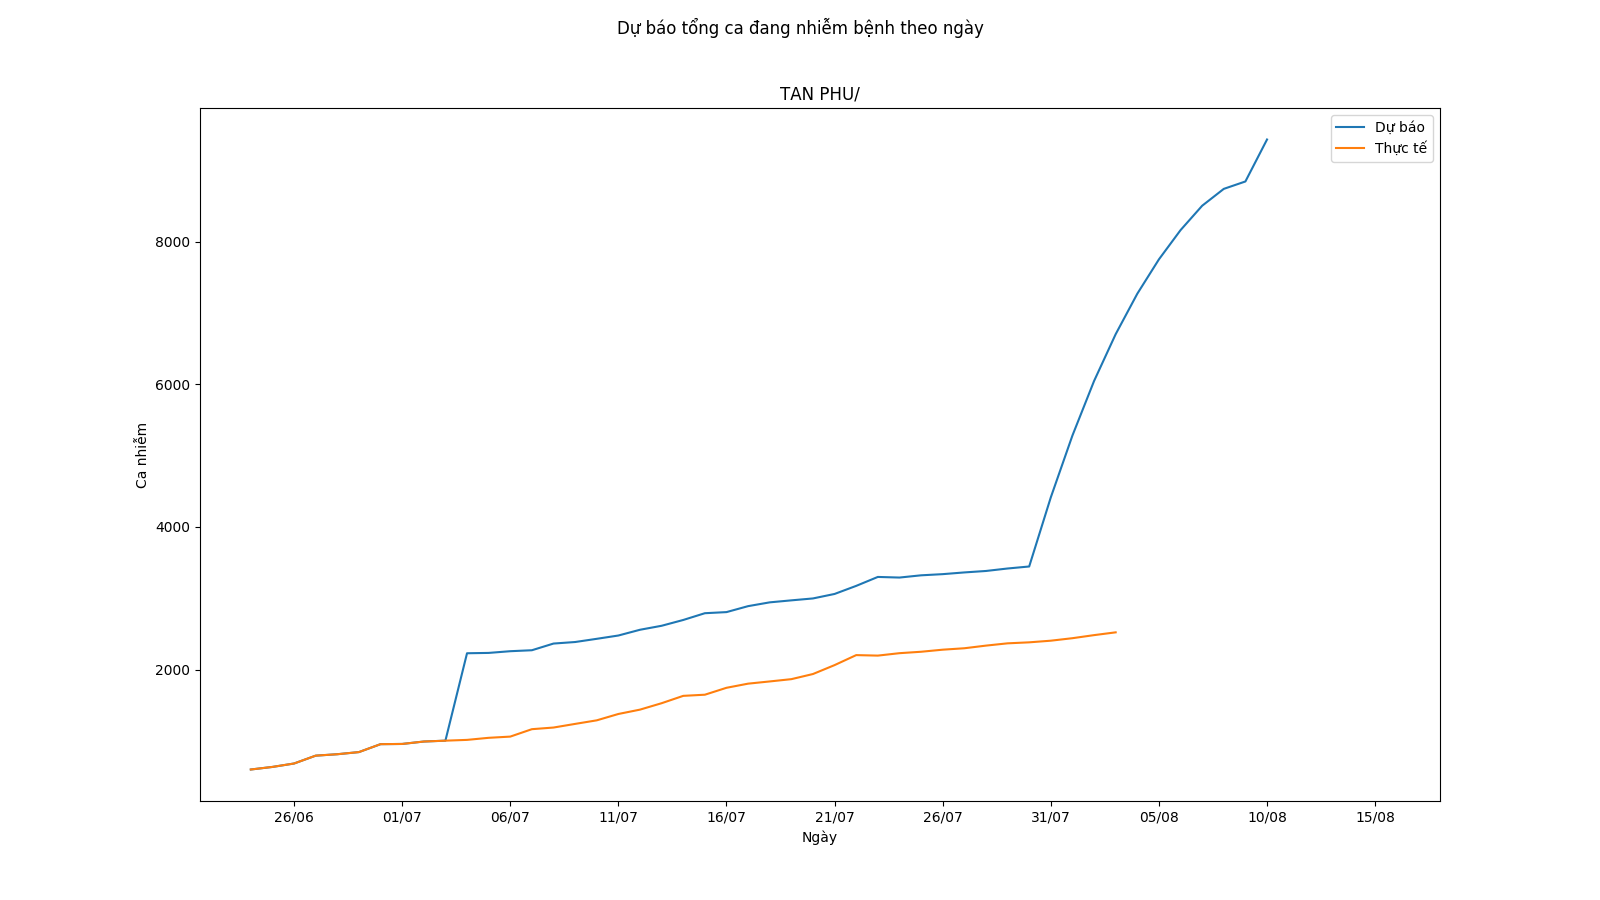 Dự báo tổng ca đang nhiễm bệnh theo ngày
TAN PHU/
Dự báo
Thực tế
8000
6000
4000
2000
Ca nhiễm
26/06 01/07 06/07 11/07 16/07 21/07 26/07 31/07 05/08 10/08 15/08
Ngày